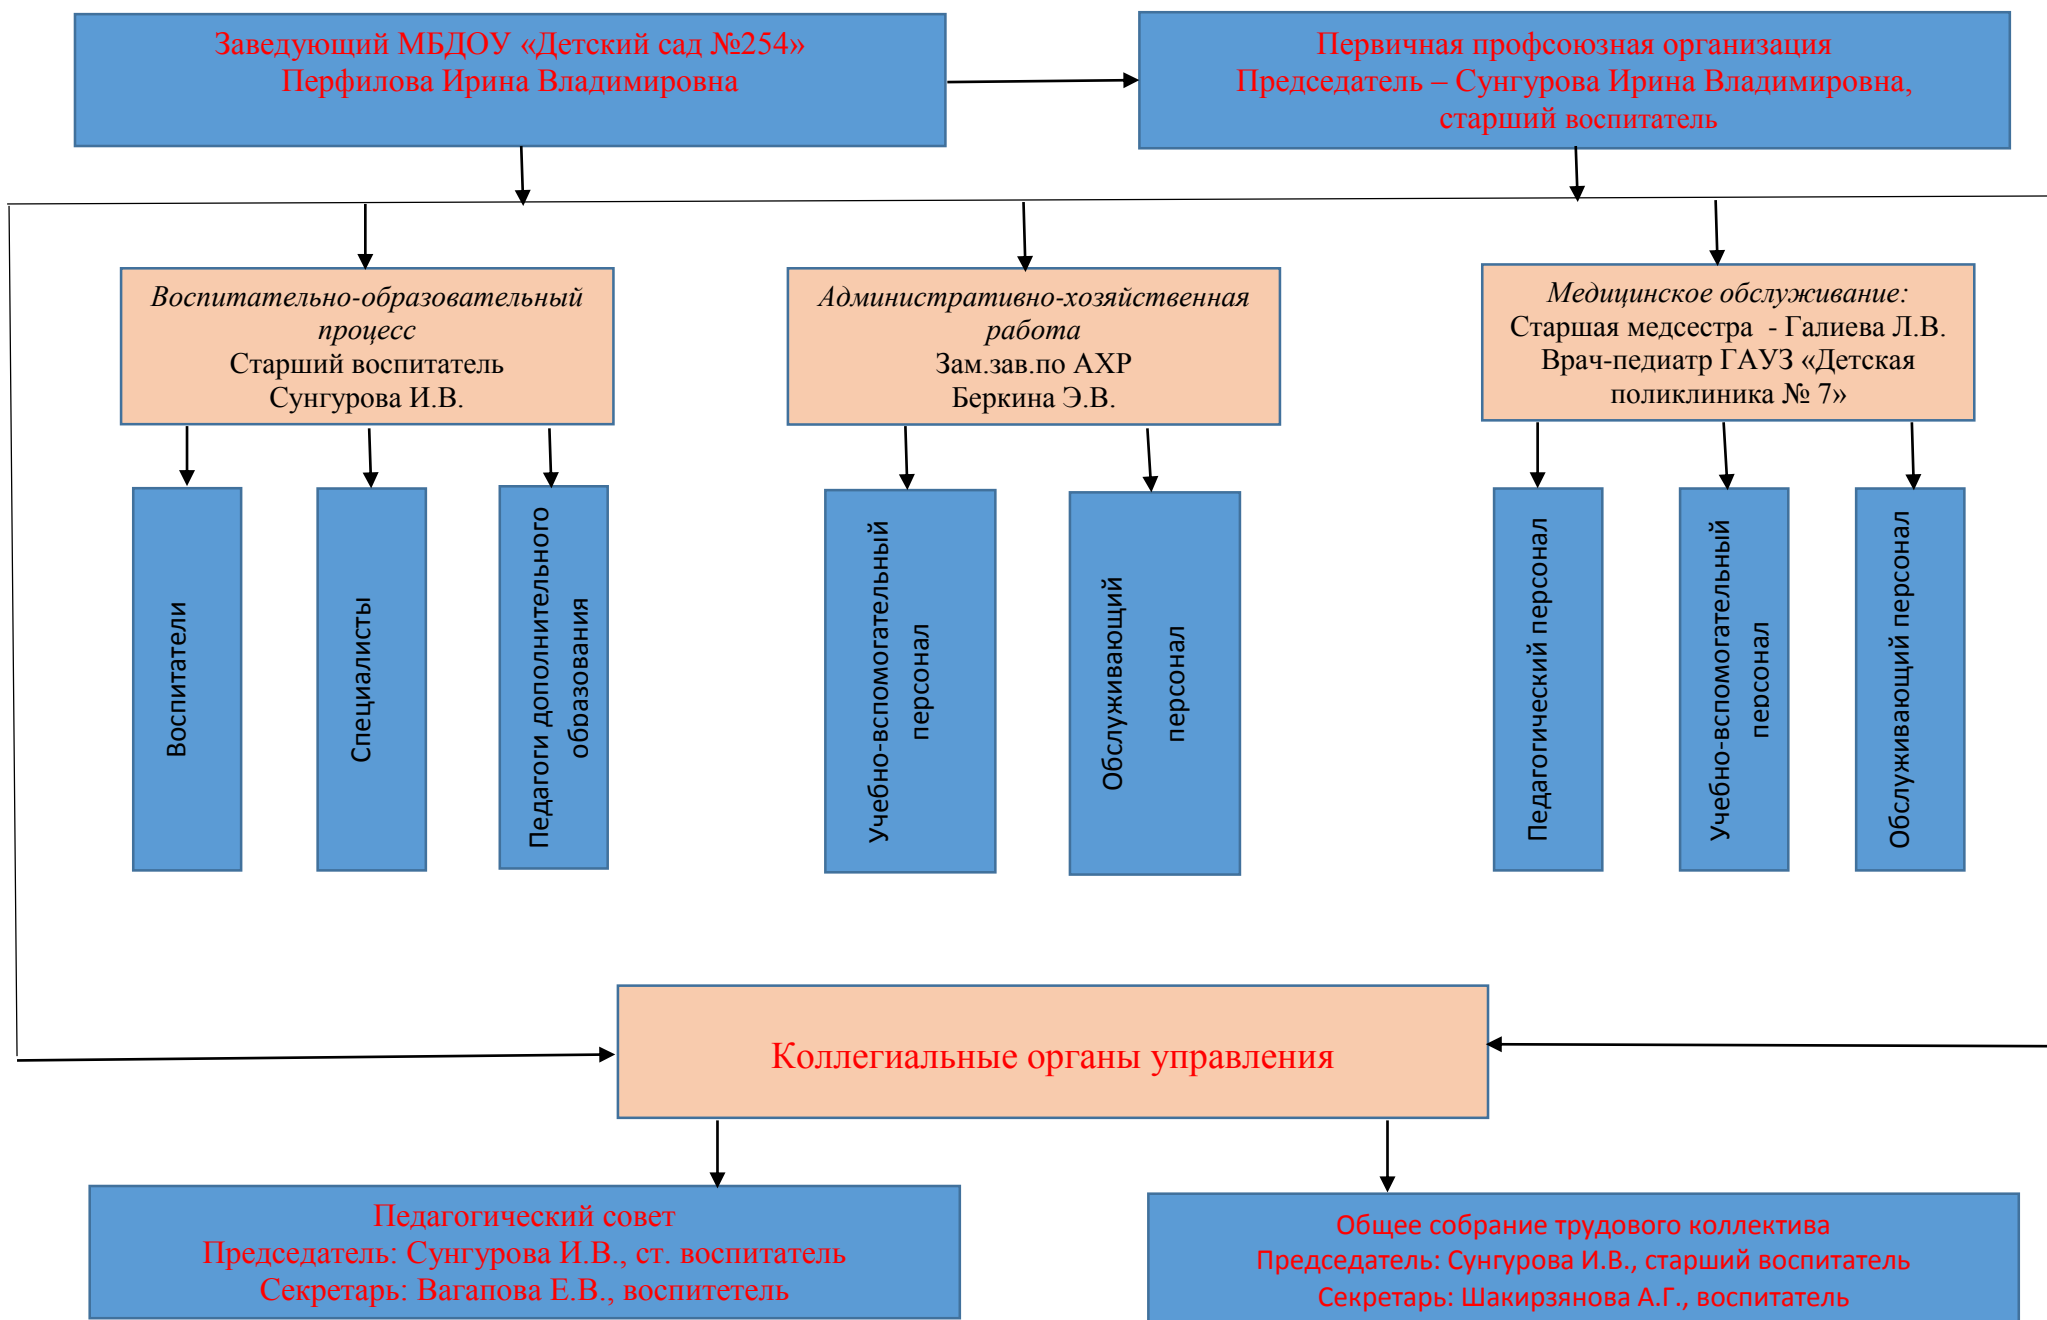 Заведующий МБДОУ «Детский сад №254»
Перфилова Ирина Владимировна
Первичная профсоюзная организация
Председатель – Сунгурова Ирина Владимировна,
старший воспитатель
Воспитательно-образовательный
процесс
Старший воспитатель
Сунгурова И.В.
Административно-хозяйственная
работа
Зам.зав.по АХР
Беркина Э.В.
Медицинское обслуживание:
Старшая медсестра - Галиева Л.В.
Врач-педиатр ГАУЗ «Детская
поликлиника № 7»
Воспитатели
Специалисты
Педагоги дополнительного
образования
Учебно-вспомогательный
персонал
Обслуживающий
персонал
Педагогический персонал
Учебно-вспомогательный
персонал
Обслуживающий персонал
Коллегиальные органы управления
Педагогический совет
Председатель: Сунгурова И.В., ст. воспитатель
Секретарь: Вагапова Е.В., воспитетель
Общее собрание трудового коллектива
Председатель: Сунгурова И.В., старший воспитатель
Секретарь: Шакирзянова А.Г., воспитатель